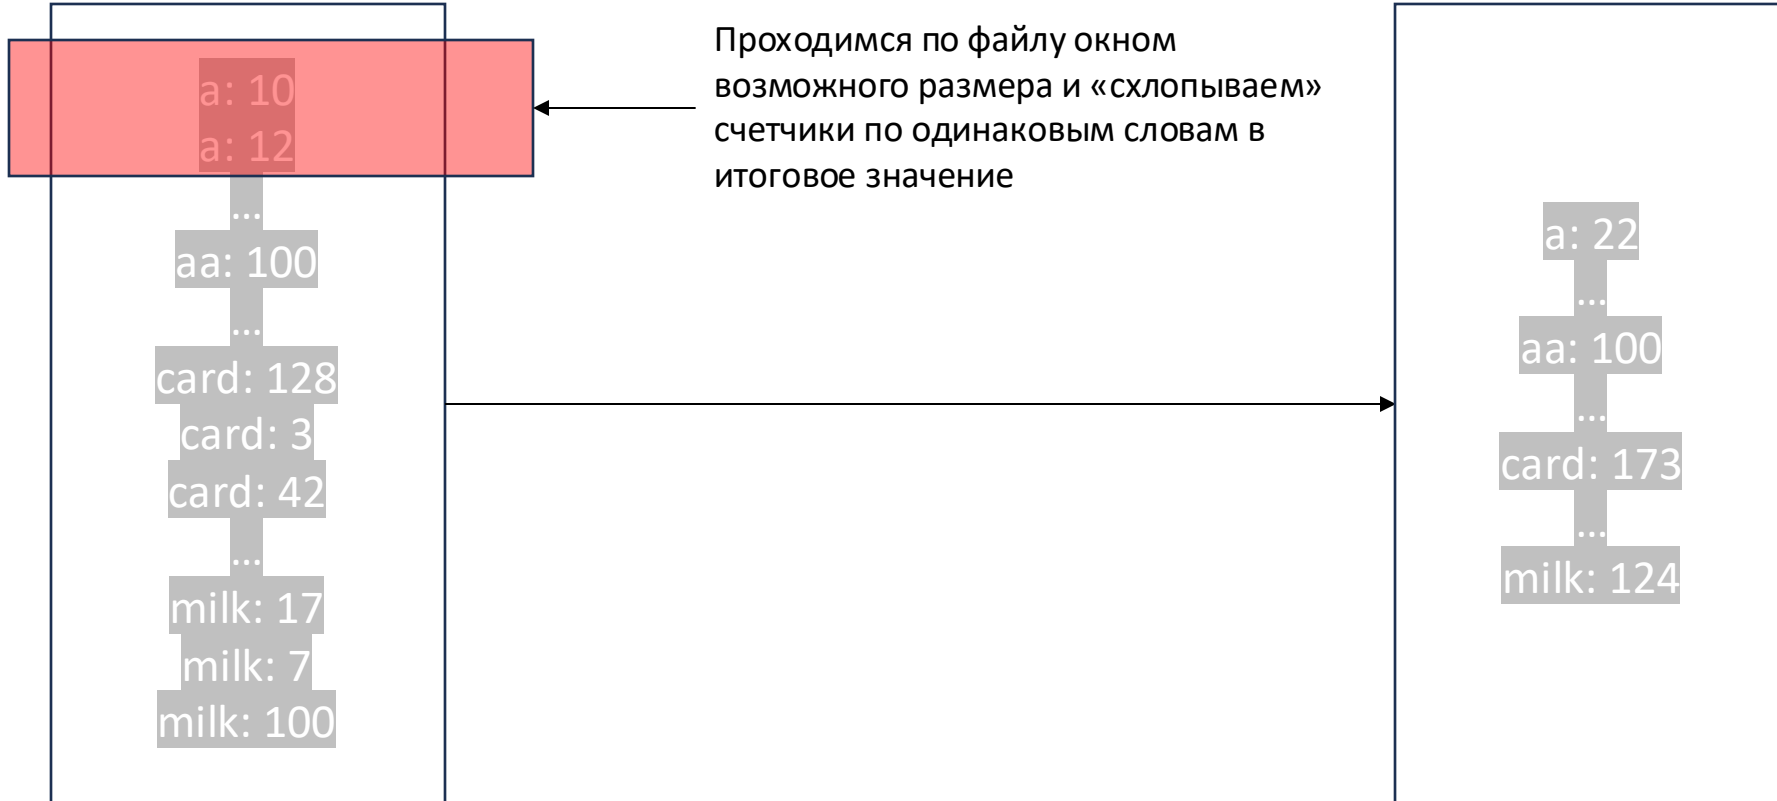 a: 10
a: 12
...
aa: 100
...
card: 128
card: 3
card: 42
...
milk: 17
milk: 7
milk: 100
Проходимся по файлу окном
возможного размера и «схлопываем»
счетчики по одинаковым словам в
итоговое значение
a: 22
...
aa: 100
...
card: 173
...
milk: 124